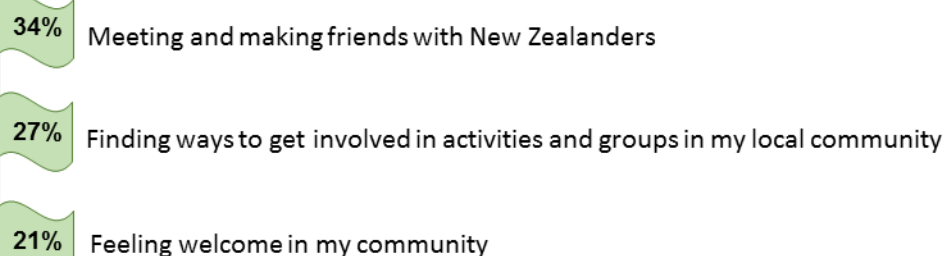 34% Meeting and making friends with New Zealanders
27% Finding ways to get involved in activities and groups in my local community
21% Feeling welcome in my community